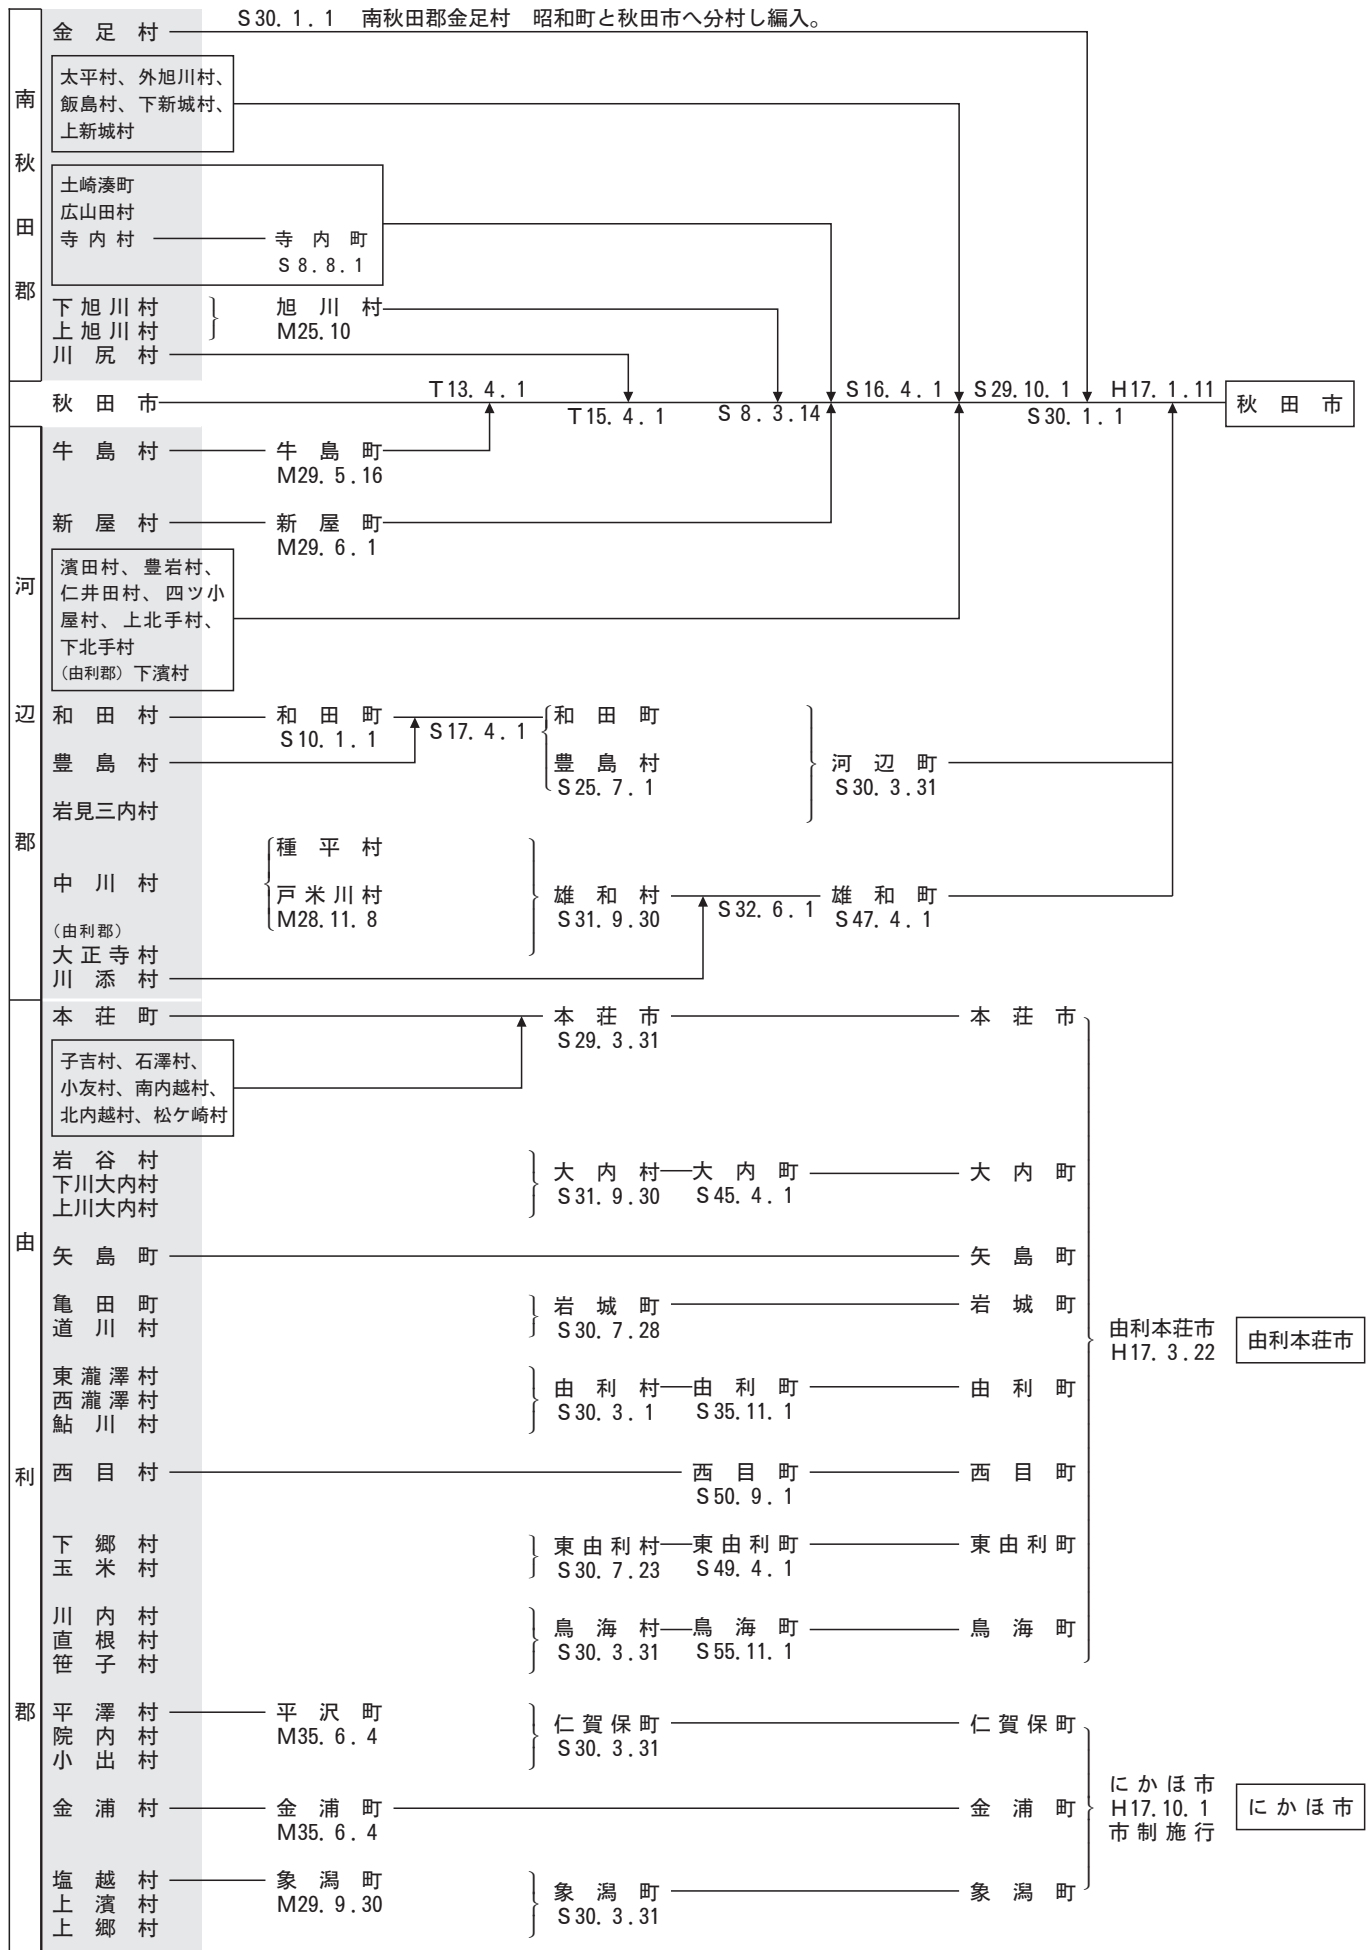 S30.1.1 南秋田郡金足村 昭和町と秋田市へ分村し編入。
南秋田郡
金足村
太平村、外旭川村、
飯島村、下新城村、
上新城村
土崎湊町
広山田村
寺内村 寺内町
S8.8.1
下旭川村 旭川村
上旭川村 M25.10
川尻村
秋田市 T13.4.1 T15.4.1 S8.3.14 S16.4.1 S29.10.1 S30.1.1 H17.1.11 秋田市
河辺郡
牛島村 牛島町
M29.5.16
新屋村 新屋町
M29.6.1
濱田村、豊岩村、
仁井田村、四ツ小
屋村、上北手村、
下北手村
(由利郡)下濱村
和田村 和田町 S17.4.1 和田町
S10.1.1
豊島村 豊島村 河辺町
S25.7.1 S30.3.31
岩見三内村
種平村
中川村 戸米川村 雄和村 S32.6.1 雄和町
M28.11.8 S31.9.30 S47.4.1
(由利郡)
大正寺村
川添村
由利郡
本荘町 本荘市 本荘市
S29.3.31
子吉村、石澤村、
小友村、南内越村、
北内越村、松ケ崎村
岩谷村
下川大内村 大内村 大内町 大内町
上川大内村 S31.9.30 S45.4.1
矢島町 矢島町
亀田町 岩城町 岩城町
道川村 S30.7.28
由利本荘市 由利本荘市
H17.3.22
東瀧澤村
西瀧澤村 由利村 由利町 由利町
鮎川村 S30.3.1 S35.11.1
西目村 西目町 西目町
S50.9.1
下郷村 東由利村 東由利町 東由利町
玉米村 S30.7.23 S49.4.1
川内村
直根村 鳥海村 鳥海町 鳥海町
笹子村 S30.3.31 S55.11.1
平澤村 平沢町 仁賀保町 仁賀保町
院内村 M35.6.4 S30.3.31
小出村
にかほ市 にかほ市
H17.10.1
市制施行
金浦村 金浦町 金浦町
M35.6.4
塩越村 象潟町 象潟町 象潟町
上濱村 M29.9.30 S30.3.31
上郷村